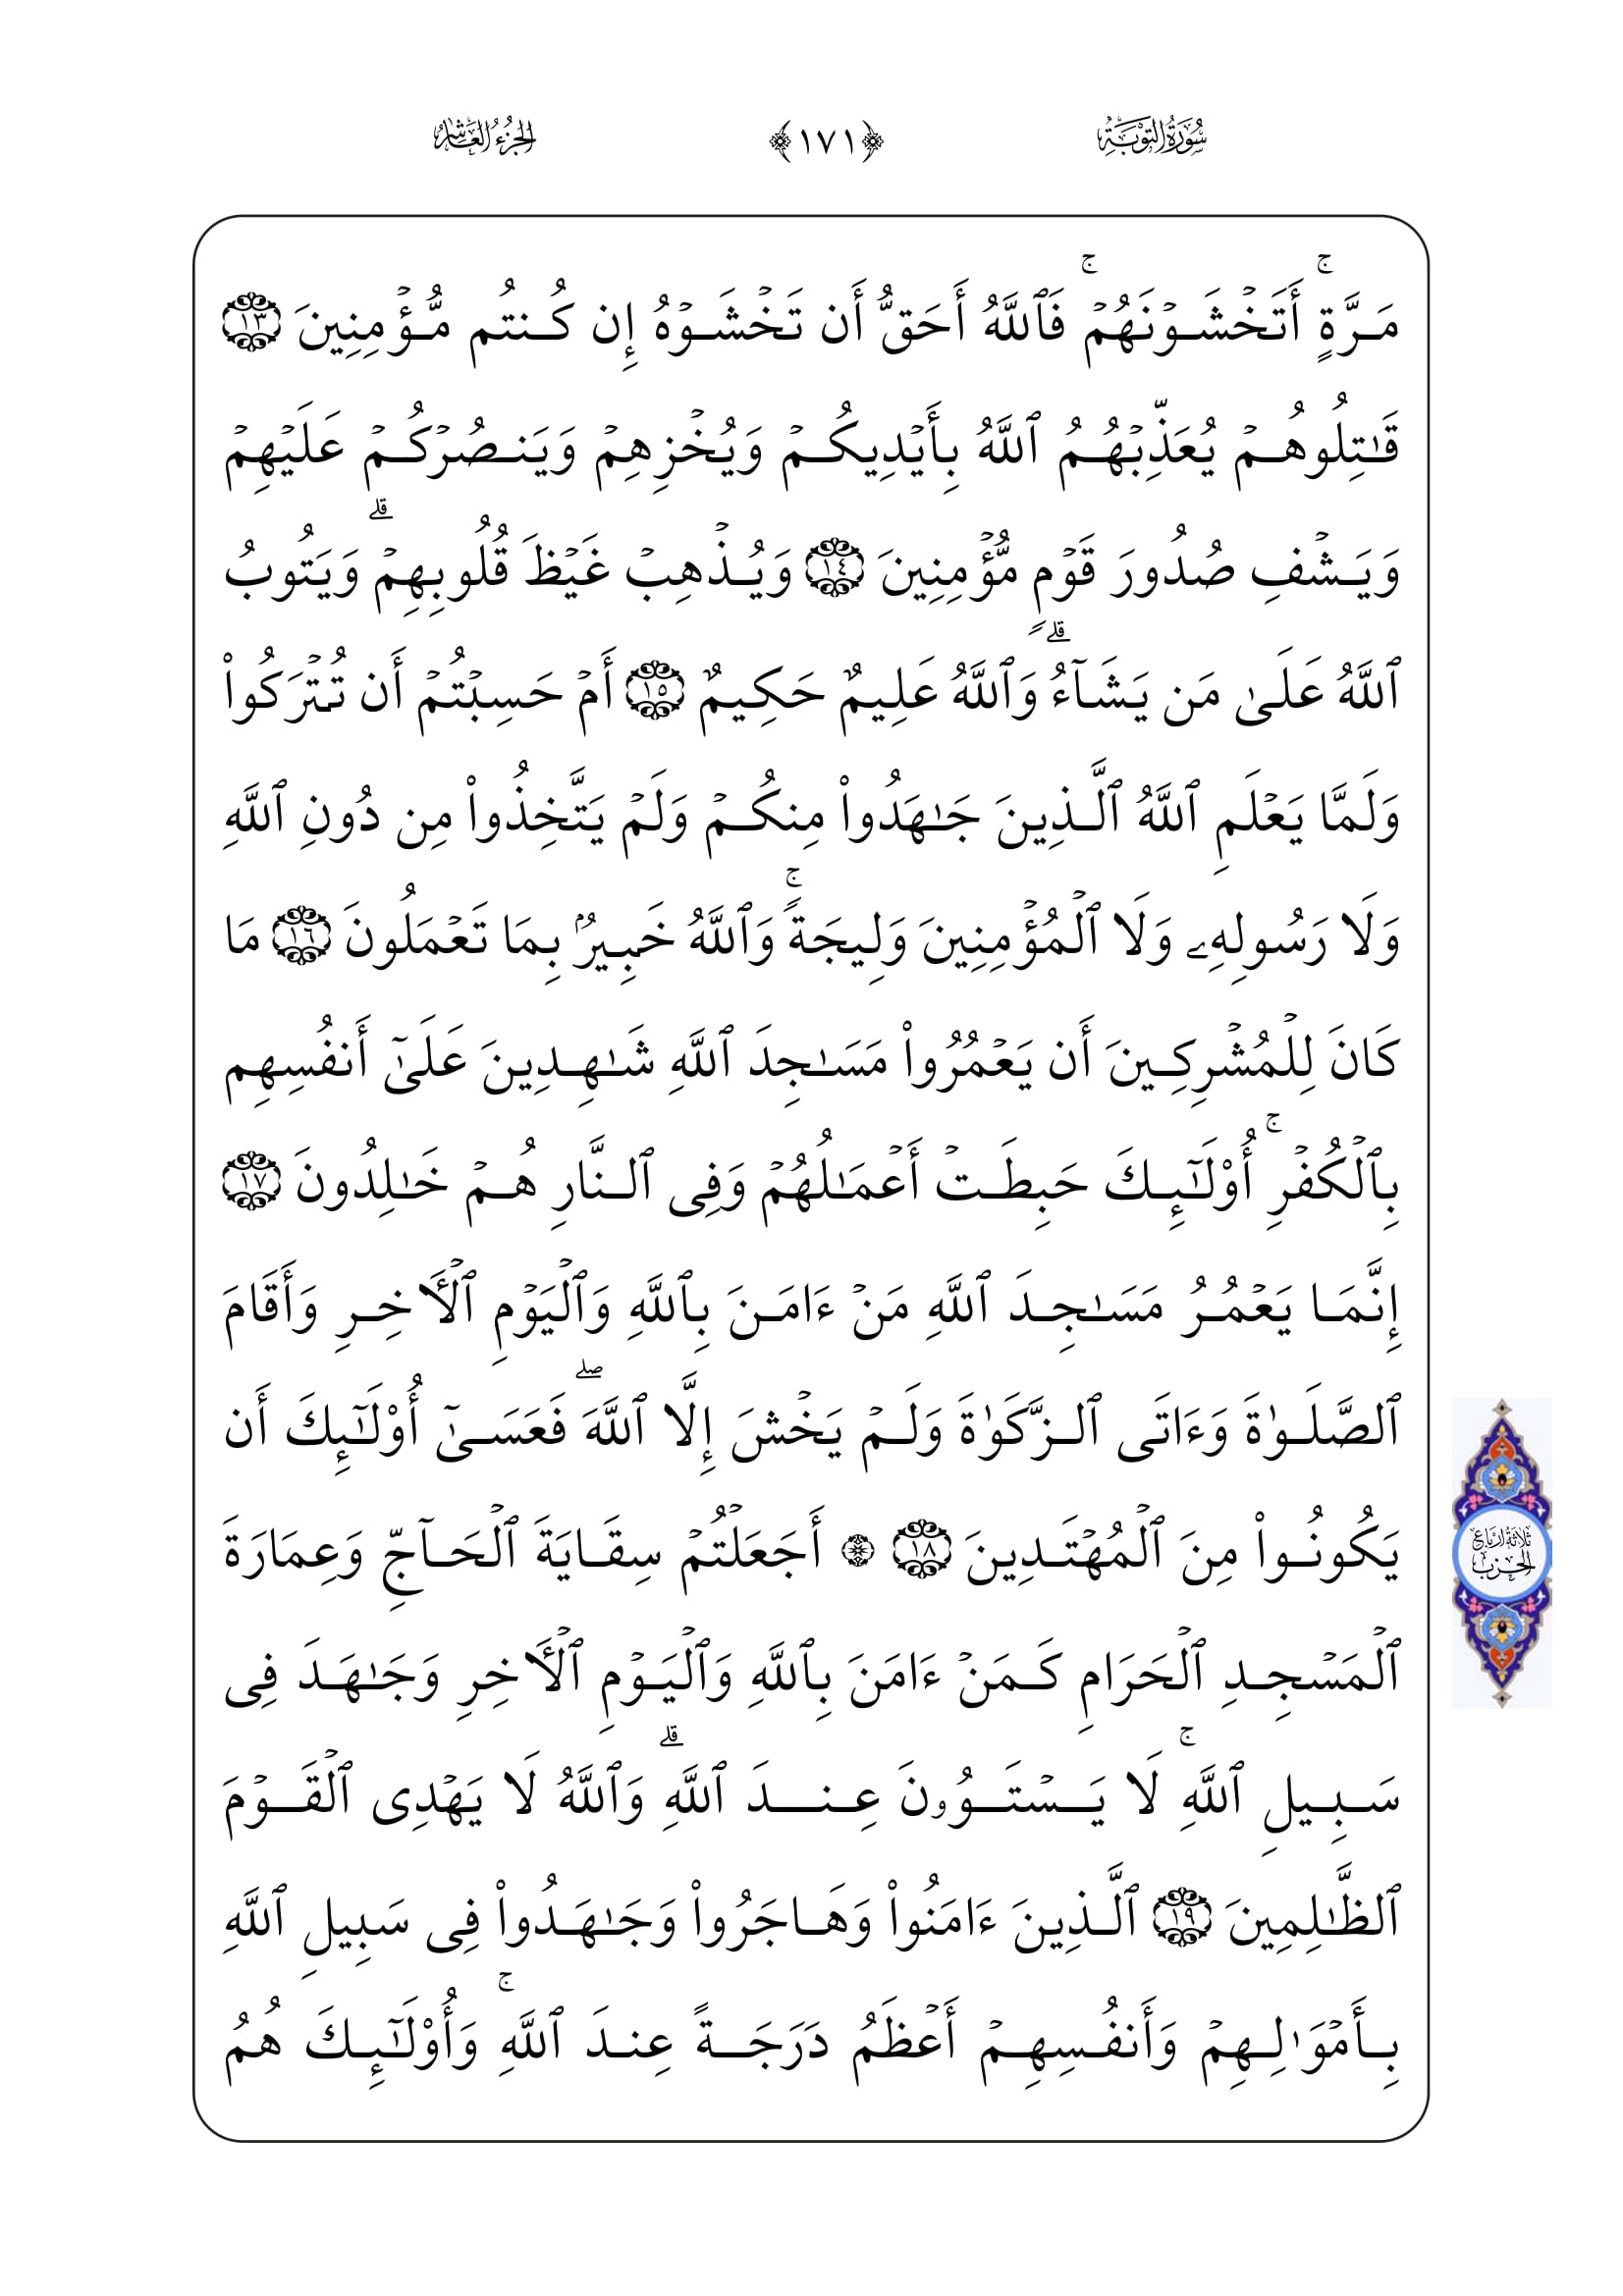 سُورَةُ التَّوۡبَةِ ﴿١٧١﴾ الجُزْءُ العَاشِرُ
مَرَّةٍۚ أَتَخۡشَوۡنَهُمۡۚ فَٱللَّهُ أَحَقُّ أَن تَخۡشَوۡهُ إِن كُنتُم مُّؤۡمِنِينَ ١٣
قَٰتِلُوهُمۡ يُعَذِّبۡهُمُ ٱللَّهُ بِأَيۡدِيكُمۡ وَيُخۡزِهِمۡ وَيَنصُرۡكُمۡ عَلَيۡهِمۡ
وَيَشۡفِ صُدُورَ قَوۡمٍ مُّؤۡمِنِينَ ١٤ وَيُذۡهِبۡ غَيۡظَ قُلُوبِهِمۡۗ وَيَتُوبُ
ٱللَّهُ عَلَىٰ مَن يَشَآءُۗ وَٱللَّهُ عَلِيمٌ حَكِيمٌ ١٥ أَمۡ حَسِبۡتُمۡ أَن تُتۡرَكُواْ
وَلَمَّا يَعۡلَمِ ٱللَّهُ ٱلَّذِينَ جَٰهَدُواْ مِنكُمۡ وَلَمۡ يَتَّخِذُواْ مِن دُونِ ٱللَّهِ
وَلَا رَسُولِهِۦ وَلَا ٱلۡمُؤۡمِنِينَ وَلِيجَةًۚ وَٱللَّهُ خَبِيرُۢ بِمَا تَعۡمَلُونَ ١٦ مَا
كَانَ لِلۡمُشۡرِكِينَ أَن يَعۡمُرُواْ مَسَٰجِدَ ٱللَّهِ شَٰهِدِينَ عَلَىٰٓ أَنفُسِهِم
بِٱلۡكُفۡرِۚ أُوْلَٰٓئِكَ حَبِطَتۡ أَعۡمَٰلُهُمۡ وَفِى ٱلنَّارِ هُمۡ خَٰلِدُونَ ١٧
إِنَّمَا يَعۡمُرُ مَسَٰجِدَ ٱللَّهِ مَنۡ ءَامَنَ بِٱللَّهِ وَٱلۡيَوۡمِ ٱلۡأَخِرِ وَأَقَامَ
ٱلصَّلَوٰةَ وَءَاتَى ٱلزَّكَوٰةَ وَلَمۡ يَخۡشَ إِلَّا ٱللَّهَۖ فَعَسَىٰٓ أُوْلَٰٓئِكَ أَن
يَكُونُواْ مِنَ ٱلۡمُهۡتَدِينَ ١٨ ۞ أَجَعَلۡتُمۡ سِقَايَةَ ٱلۡحَآجِّ وَعِمَارَةَ
ٱلۡمَسۡجِدِ ٱلۡحَرَامِ كَمَنۡ ءَامَنَ بِٱللَّهِ وَٱلۡيَوۡمِ ٱلۡأَخِرِ وَجَٰهَدَ فِى
سَبِيلِ ٱللَّهِۚ لَا يَسۡتَوُۥنَ عِندَ ٱللَّهِۗ وَٱللَّهُ لَا يَهۡدِى ٱلۡقَوۡمَ
ٱلظَّٰلِمِينَ ١٩ ٱلَّذِينَ ءَامَنُواْ وَهَاجَرُواْ وَجَٰهَدُواْ فِى سَبِيلِ ٱللَّهِ
بِأَمۡوَٰلِهِمۡ وَأَنفُسِهِمۡ أَعۡظَمُ دَرَجَةً عِندَ ٱللَّهِۚ وَأُوْلَٰٓئِكَ هُمُ
ثَلَاثَةُ أَرْبَاعِ
الحِزْبِ